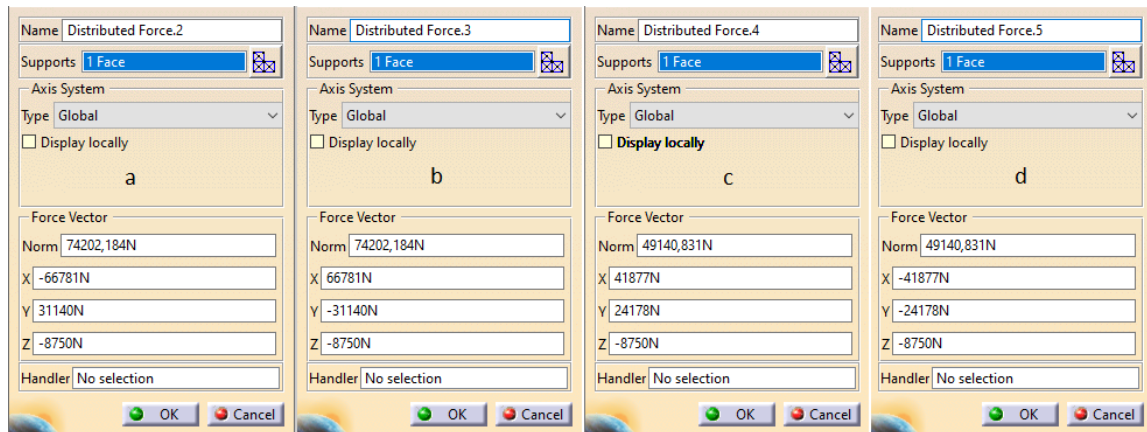 Name Distributed Force.2
Supports 1 Face
Axis System
Type Global
Display locally
a
Force Vector
Norm 74202,184N
X -66781N
Y 31140N
Z -8750N
Handler No selection
OK Cancel
Name Distributed Force.3
Supports 1 Face
Axis System
Type Global
Display locally
b
Force Vector
Norm 74202,184N
X 66781N
Y -31140N
Z -8750N
Handler No selection
OK Cancel
Name Distributed Force.4
Supports 1 Face
Axis System
Type Global
Display locally
c
Force Vector
Norm 49140,831N
X 41877N
Y 24178N
Z -8750N
Handler No selection
OK Cancel
Name Distributed Force.5
Supports 1 Face
Axis System
Type Global
Display locally
d
Force Vector
Norm 49140,831N
X -41877N
Y -24178N
Z -8750N
Handler No selection
OK Cancel